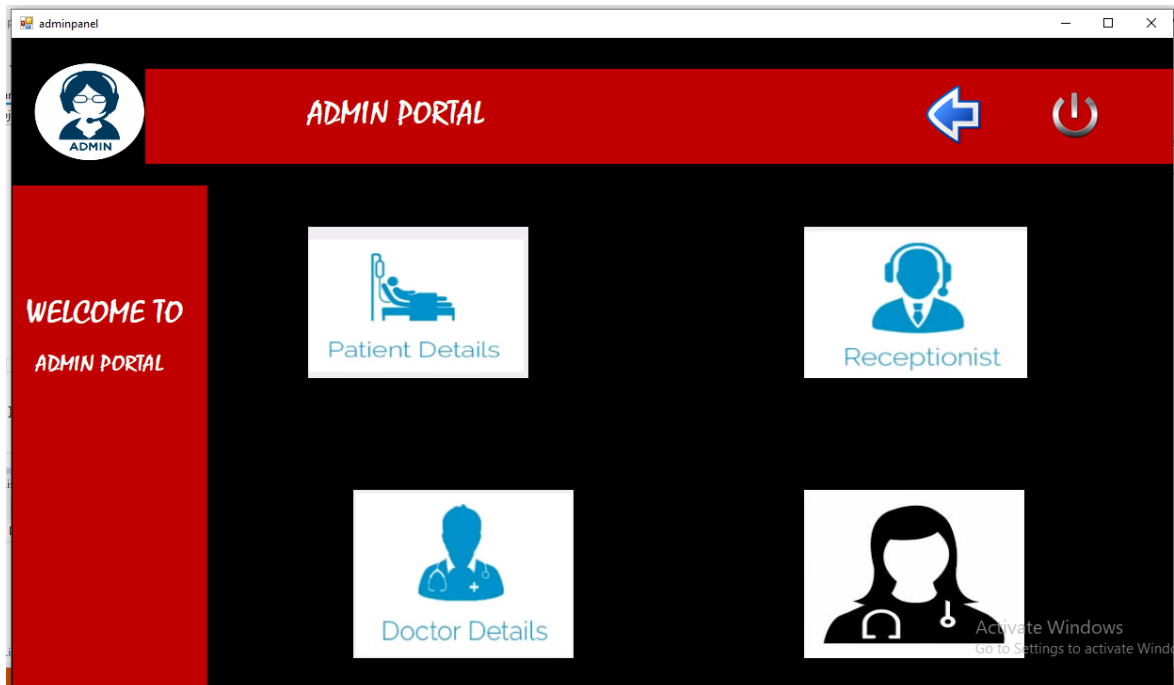 adminpanel
ADMIN PORTAL
ADMIN
WELCOME TO
ADMIN PORTAL
Patient Details
Receptionist
Doctor Details
Activate Windows
Go to Settings to activate Windo